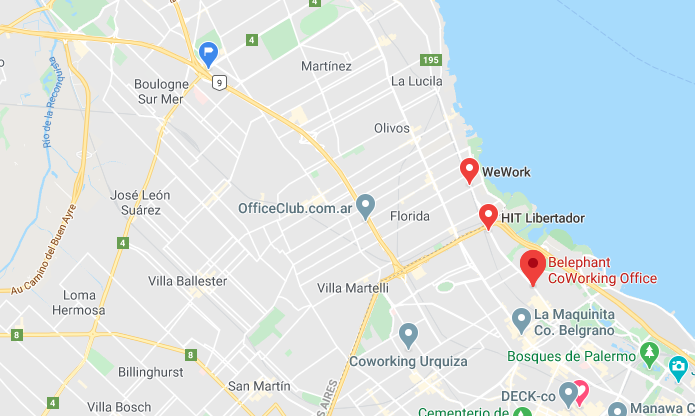 4
Martínez
195
La Lucila
Boulogne
Sur Mer
9
Río de la Reconquista
Olivos
WeWork
José León
Suárez
OfficeClub.com.ar
Florida
HIT Libertador
4
Au Camino del Buen Ayre
Belephant
CoWorking Office
Villa Ballester
Villa Martelli
Loma
Hermosa
La Maquinita
Co. Belgrano
8
8
Coworking Urquiza
Bosques de Palermo
Billinghurst
San Martín
DECK-co
Villa Bosch
4
OS AIRES
Cementerio de
Manawa C